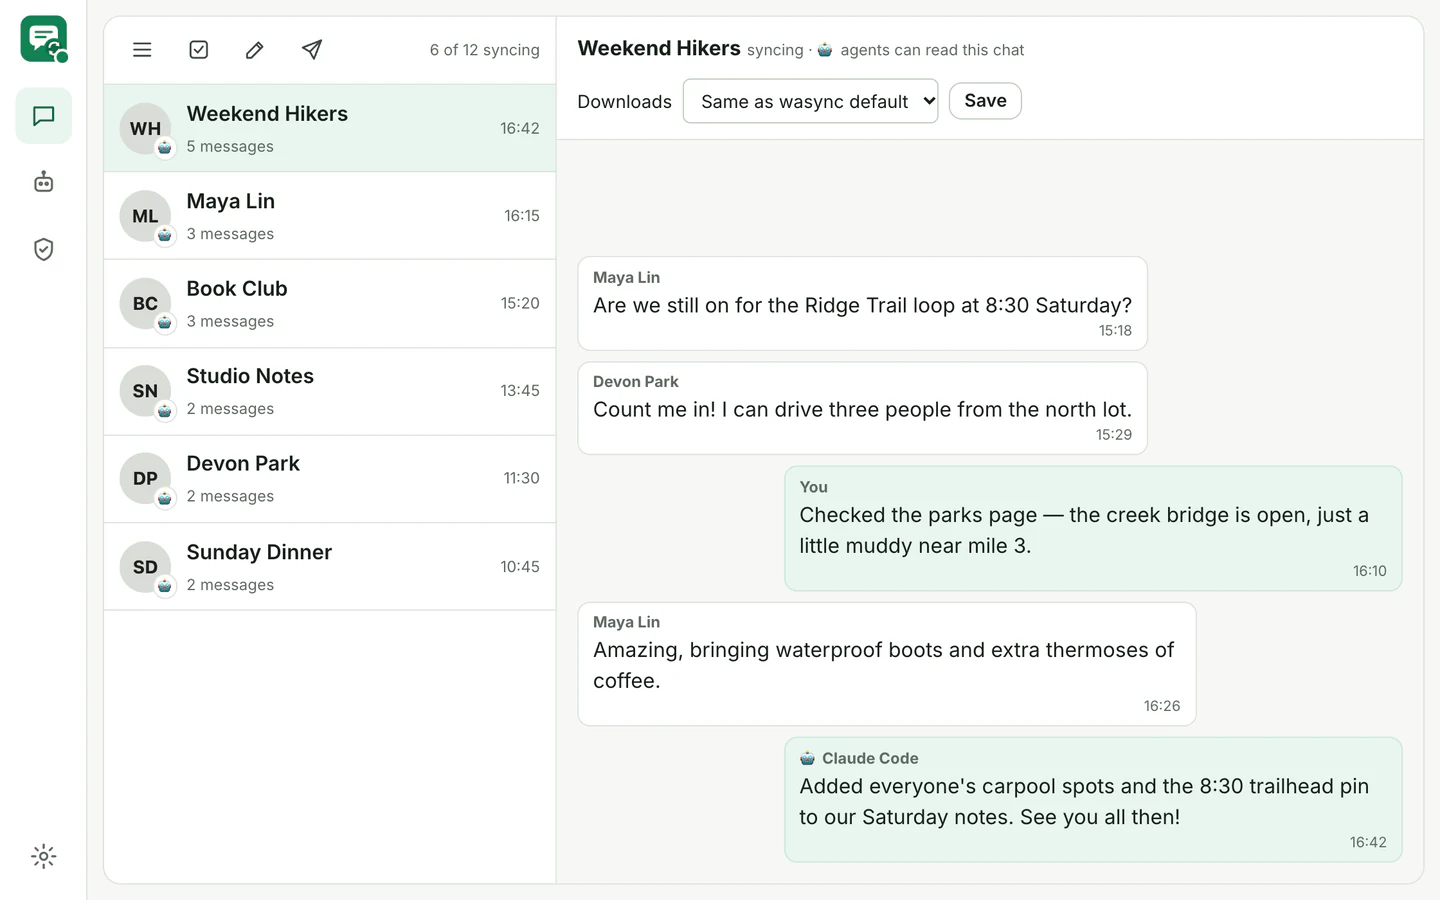 6 of 12 syncing
WH
Weekend Hikers
5 messages
16:42
ML
Maya Lin
3 messages
16:15
BC
Book Club
3 messages
15:20
SN
Studio Notes
2 messages
13:45
DP
Devon Park
2 messages
11:30
SD
Sunday Dinner
2 messages
10:45
Weekend Hikers syncing · agents can read this chat
Downloads Same as wasync default Save
Maya Lin
Are we still on for the Ridge Trail loop at 8:30 Saturday?
15:18
Devon Park
Count me in! I can drive three people from the north lot.
15:29
You
Checked the parks page — the creek bridge is open, just a
little muddy near mile 3.
16:10
Maya Lin
Amazing, bringing waterproof boots and extra thermoses of
coffee.
16:26
Claude Code
Added everyone's carpool spots and the 8:30 trailhead pin
to our Saturday notes. See you all then!
16:42